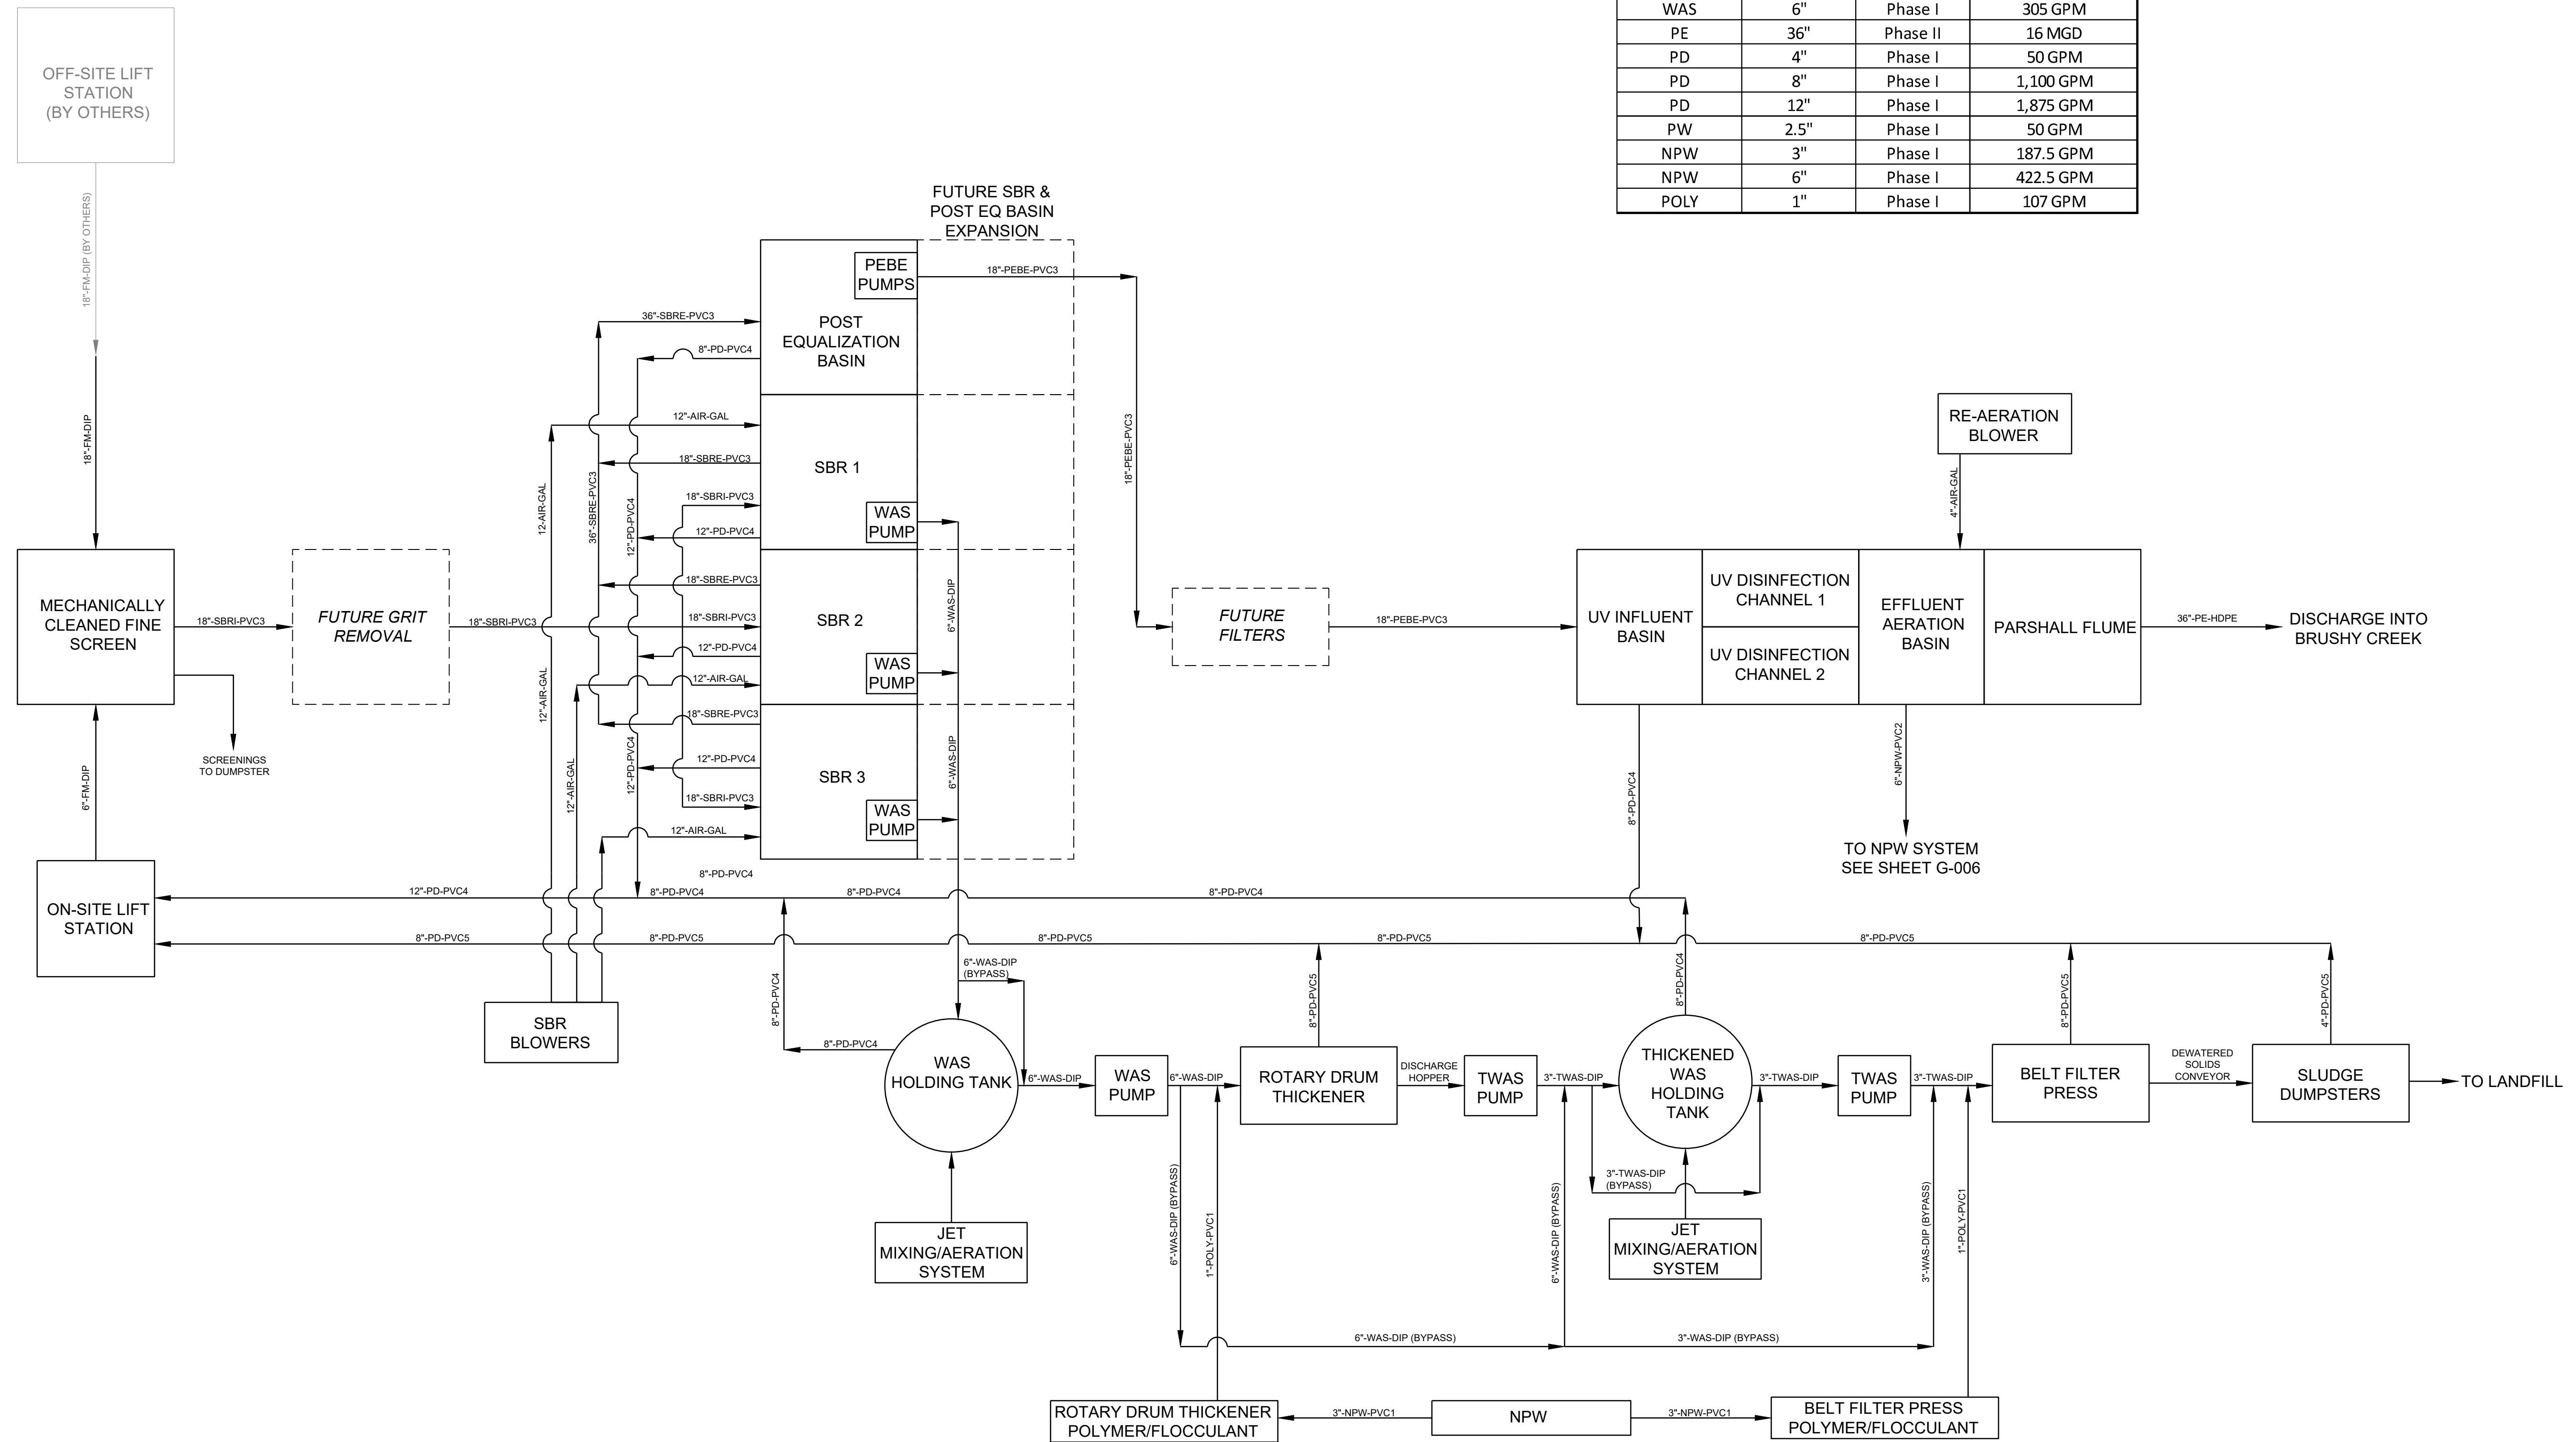 WAS 6" Phase I 305 GPM
PE 36" Phase II 16 MGD
PD 4" Phase I 50 GPM
PD 8" Phase I 1,100 GPM
PD 12" Phase I 1,875 GPM
PW 2.5" Phase I 50 GPM
NPW 3" Phase I 187.5 GPM
NPW 6" Phase I 422.5 GPM
POLY 1" Phase I 107 GPM
OFF-SITE LIFT
STATION
(BY OTHERS)
18"-FM-DIP (BY OTHERS)
18"-FM-DIP
MECHANICALLY
CLEANED FINE
SCREEN
18"-SBRI-PVC3
SCREENINGS
TO DUMPSTER
6"-FM-DIP
ON-SITE LIFT
STATION
FUTURE GRIT
REMOVAL
18"-SBRI-PVC3
12-AIR-GAL
12"-AIR-GAL
12"-AIR-GAL
36"-SBRE-PVC3
12"-PD-PVC4
12"-PD-PVC4
FUTURE SBR &
POST EQ BASIN
EXPANSION
PEBE
PUMPS
POST
EQUALIZATION
BASIN
36"-SBRE-PVC3
8"-PD-PVC4
12"-AIR-GAL
18"-SBRE-PVC3
SBR 1
18"-SBRI-PVC3
12"-PD-PVC4
WAS
PUMP
18"-SBRE-PVC3
18"-SBRI-PVC3
SBR 2
12"-PD-PVC4
12"-AIR-GAL
WAS
PUMP
18"-SBRE-PVC3
12"-PD-PVC4
SBR 3
18"-SBRI-PVC3
12"-AIR-GAL
WAS
PUMP
6"-WAS-DIP
6"-WAS-DIP
18"-PEBE-PVC3
18"-PEBE-PVC3
FUTURE
FILTERS
18"-PEBE-PVC3
RE-AERATION
BLOWER
4"-AIR-GAL
UV INFLUENT
BASIN
UV DISINFECTION
CHANNEL 1
UV DISINFECTION
CHANNEL 2
EFFLUENT
AERATION
BASIN
PARSHALL FLUME
36"-PE-HDPE
DISCHARGE INTO
BRUSHY CREEK
8"-PD-PVC4
6"-NPW-PVC2
TO NPW SYSTEM
SEE SHEET G-006
8"-PD-PVC4
12"-PD-PVC4
8"-PD-PVC4
8"-PD-PVC4
8"-PD-PVC4
8"-PD-PVC5
8"-PD-PVC5
8"-PD-PVC5
8"-PD-PVC5
8"-PD-PVC5
SBR
BLOWERS
8"-PD-PVC4
8"-PD-PVC4
6"-WAS-DIP
(BYPASS)
WAS
HOLDING TANK
6"-WAS-DIP
WAS
PUMP
6"-WAS-DIP
8"-PD-PVC5
ROTARY DRUM
THICKENER
DISCHARGE
HOPPER
TWAS
PUMP
3"-TWAS-DIP
8"-PD-PVC4
THICKENED
WAS
HOLDING
TANK
3"-TWAS-DIP
TWAS
PUMP
3"-TWAS-DIP
8"-PD-PVC5
BELT FILTER
PRESS
DEWATERED
SOLIDS
CONVEYOR
4"-PD-PVC5
SLUDGE
DUMPSTERS
TO LANDFILL
JET
MIXING/AERATION
SYSTEM
6"-WAS-DIP (BYPASS)
1"-POLY-PVC1
6"-WAS-DIP (BYPASS)
3"-TWAS-DIP
(BYPASS)
JET
MIXING/AERATION
SYSTEM
3"-WAS-DIP (BYPASS)
1"-POLY-PVC1
6"-WAS-DIP (BYPASS)
3"-WAS-DIP (BYPASS)
ROTARY DRUM THICKENER
POLYMER/FLOCCULANT
3"-NPW-PVC1
NPW
3"-NPW-PVC1
BELT FILTER PRESS
POLYMER/FLOCCULANT